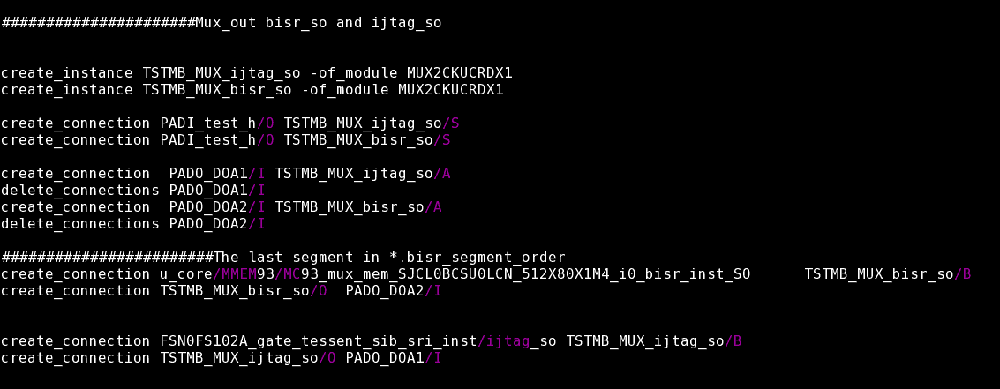 ######################Mux_out bisr_so and ijtag_so
create_instance TSTMB_MUX_ijtag_so -of_module MUX2CKUCRDX1
create_instance TSTMB_MUX_bisr_so -of_module MUX2CKUCRDX1
create_connection PADI_test_h/O TSTMB_MUX_ijtag_so/S
create_connection PADI_test_h/O TSTMB_MUX_bisr_so/S
create_connection  PADO_DOA1/I TSTMB_MUX_ijtag_so/A
delete_connections PADO_DOA1/I
create_connection  PADO_DOA2/I TSTMB_MUX_bisr_so/A
delete_connections PADO_DOA2/I
########################The last segment in *.bisr_segment_order
create_connection u_core/MMEM93/MC93_mux_mem_SJCL0BCSU0LCN_512X80X1M4_i0_bisr_inst_SO      TSTMB_MUX_bisr_so/B
create_connection TSTMB_MUX_bisr_so/O  PADO_DOA2/I
create_connection FSN0FS102A_gate_tessent_sib_sri_inst/ijtag_so TSTMB_MUX_ijtag_so/B
create_connection TSTMB_MUX_ijtag_so/O PADO_DOA1/I